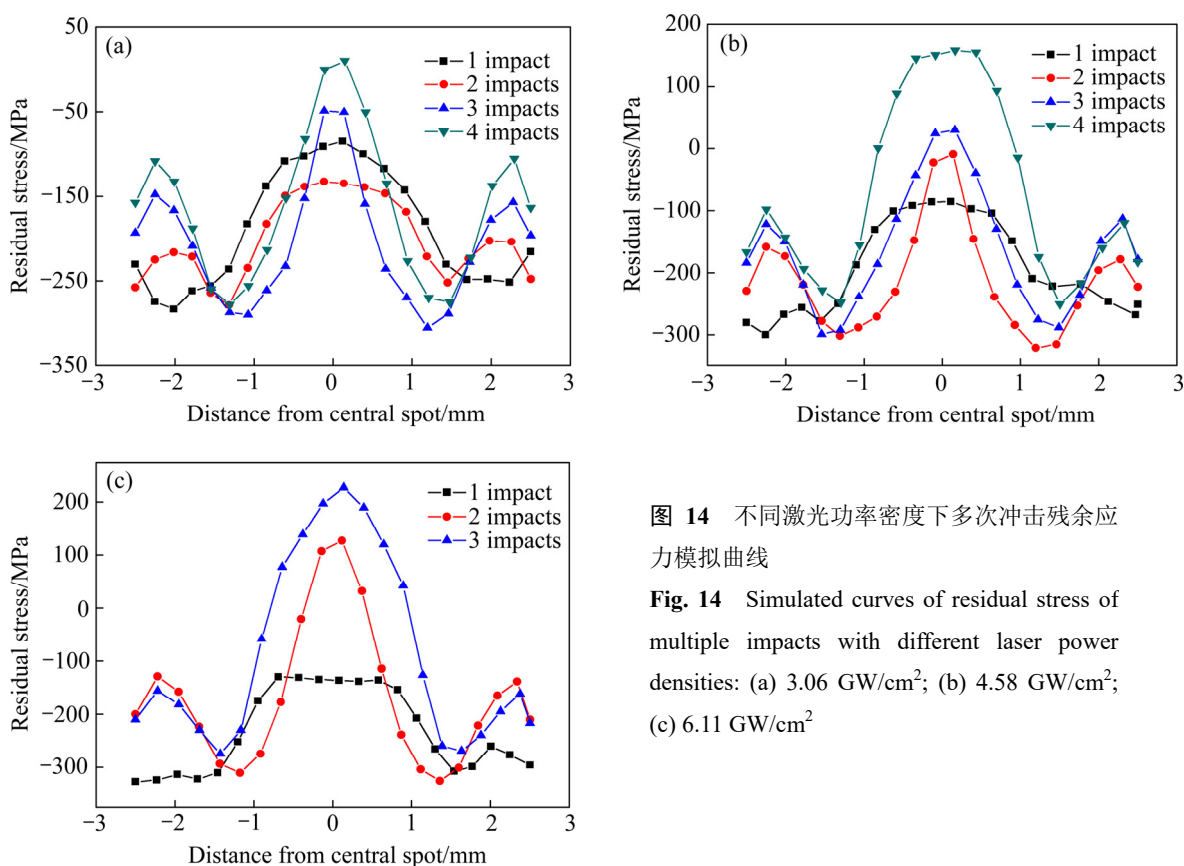 (a)
1 impact
2 impacts
3 impacts
4 impacts
50
−50
−150
−250
−350
Residual stress/MPa
−3 −2 −1 0 1 2 3
Distance from central spot/mm
(b)
1 impact
2 impacts
3 impacts
4 impacts
200
100
0
−100
−200
−300
Residual stress/MPa
−3 −2 −1 0 1 2 3
Distance from central spot/mm
(c)
1 impact
2 impacts
3 impacts
200
100
0
−100
−200
−300
Residual stress/MPa
−3 −2 −1 0 1 2 3
Distance from central spot/mm
图 14 不同激光功率密度下多次冲击残余应
力模拟曲线
Fig. 14 Simulated curves of residual stress of
multiple impacts with different laser power
densities: (a) 3.06 GW/cm²; (b) 4.58 GW/cm²;
(c) 6.11 GW/cm²